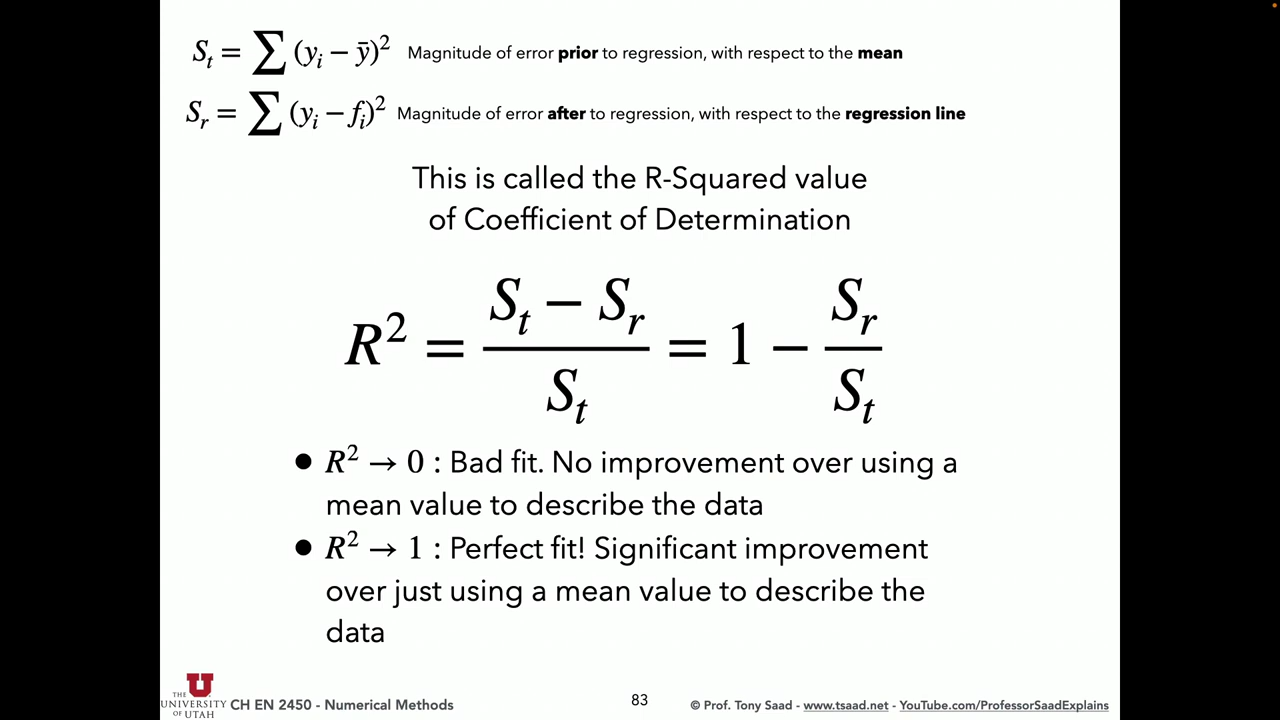 S_t = ∑ (y_i − ȳ)² Magnitude of error prior to regression, with respect to the mean
S_r = ∑ (y_i − f_i)² Magnitude of error after to regression, with respect to the regression line
This is called the R-Squared value
of Coefficient of Determination
R² = (S_t − S_r) / S_t = 1 − S_r / S_t
● R² → 0 : Bad fit. No improvement over using a
mean value to describe the data
● R² → 1 : Perfect fit! Significant improvement
over just using a mean value to describe the
data
THE
UNIVERSITY
OF UTAH
U
CH EN 2450 - Numerical Methods
83
© Prof. Tony Saad - www.tsaad.net - YouTube.com/ProfessorSaadExplains